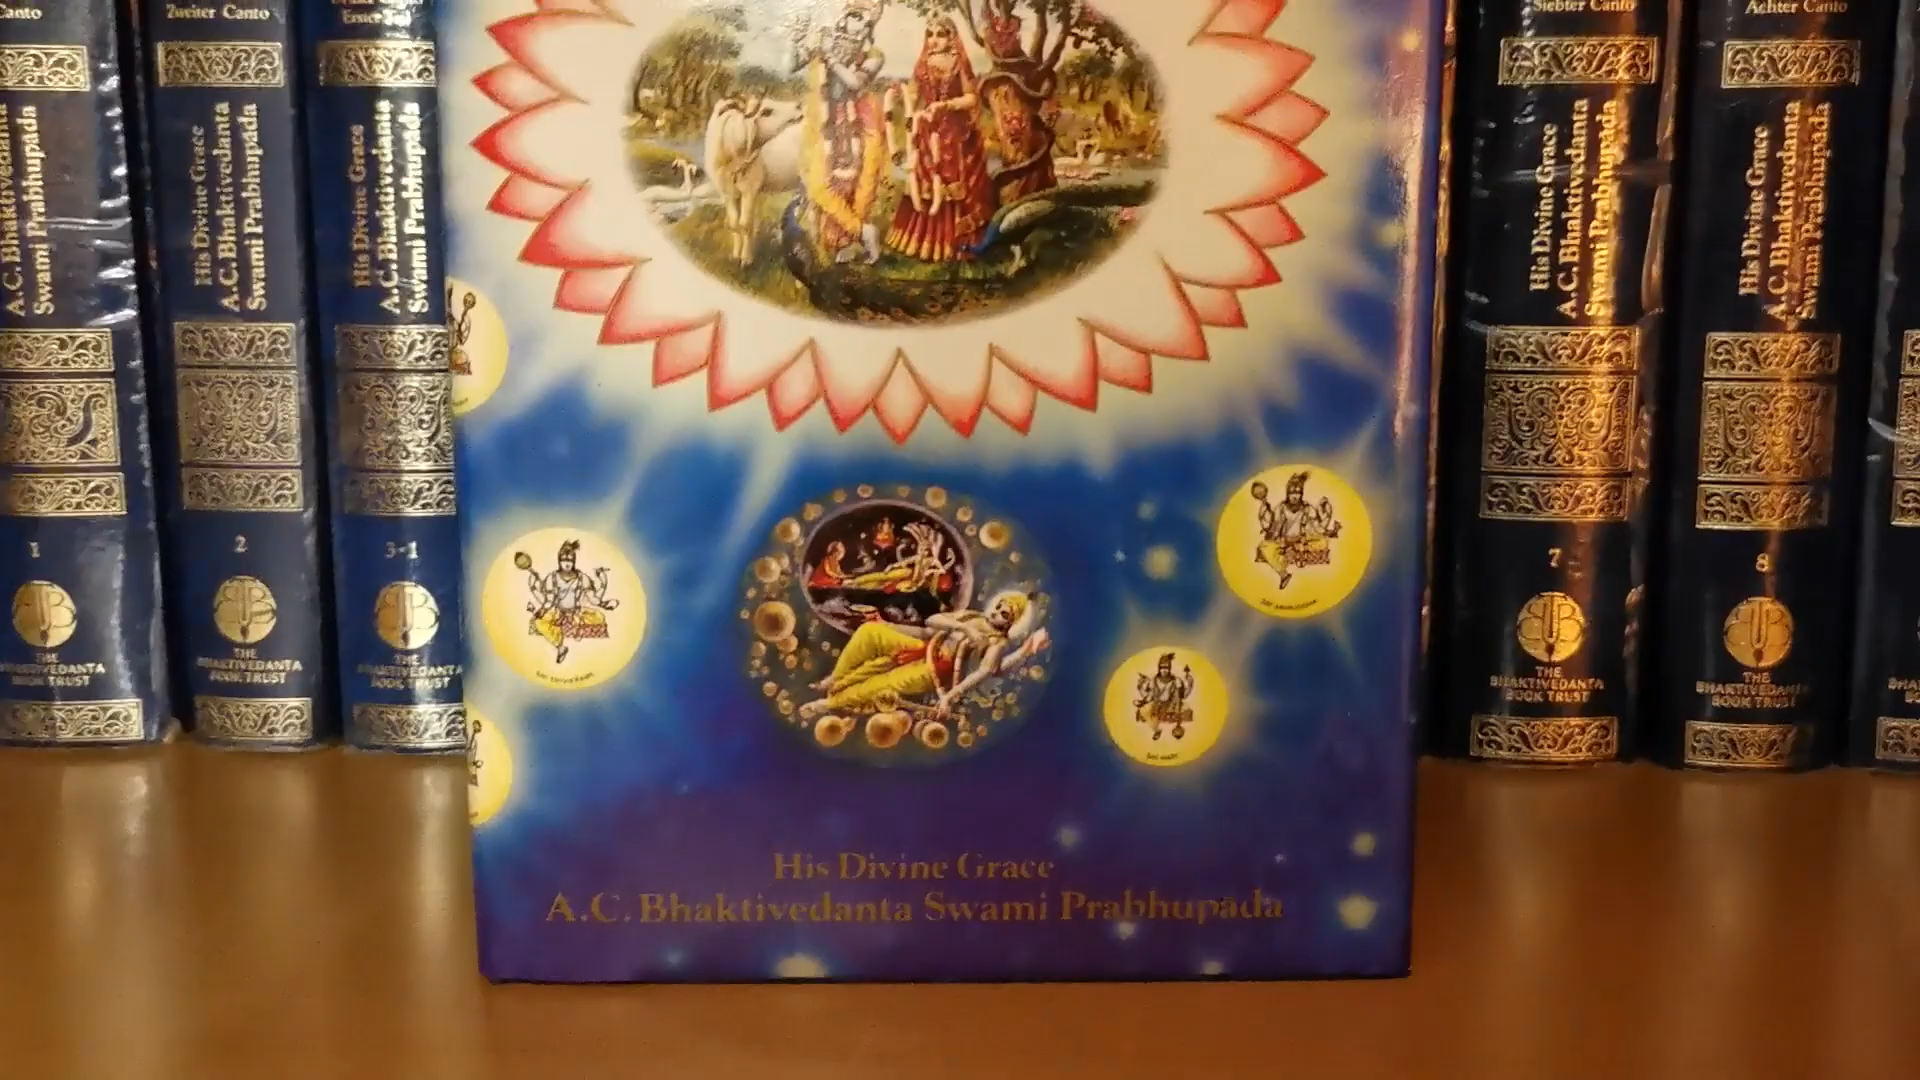 Canto
A.C. Bhaktivedanta
Swami Prabhupada
1
THE
BHAKTIVEDANTA
BOOK TRUST
Zweiter Canto
His Divine Grace
A.C. Bhaktivedanta
Swami Prabhupada
2
THE
BHAKTIVEDANTA
BOOK TRUST
Erster Teil
His Divine Grace
A.C. Bhaktivedanta
Swami Prabhupada
3-1
THE
BHAKTIVEDANTA
BOOK TRUST
His Divine Grace
A.C. Bhaktivedanta Swami Prabhupada
Siebter Canto
His Divine Grace
A.C. Bhaktivedanta
Swami Prabhupada
7
THE
BHAKTIVEDANTA
BOOK TRUST
Achter Canto
His Divine Grace
A.C. Bhaktivedanta
Swami Prabhupada
8
THE
BHAKTIVEDANTA
BOOK TRUST